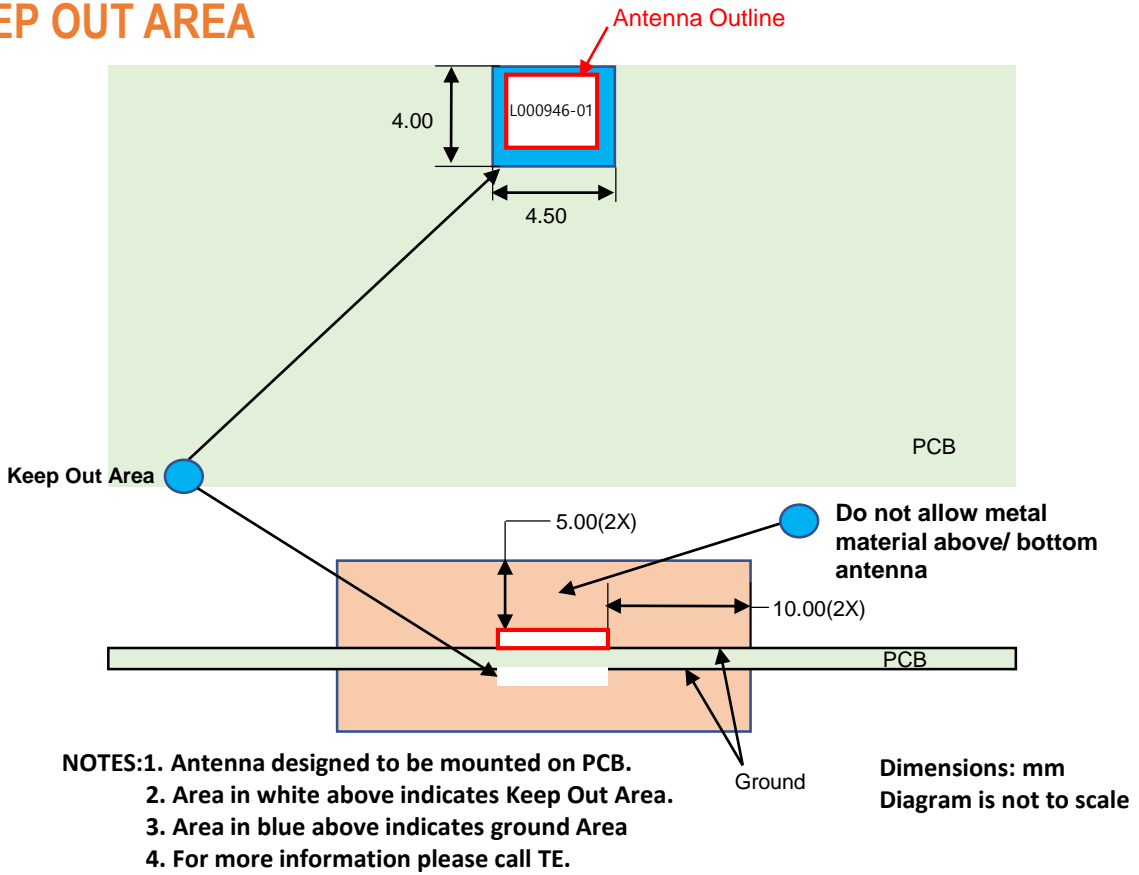 EP OUT AREA
Antenna Outline
L000946-01
4.00
4.50
PCB
Keep Out Area
5.00(2X)
Do not allow metal
material above/ bottom
antenna
10.00(2X)
PCB
Ground
NOTES:1. Antenna designed to be mounted on PCB.
2. Area in white above indicates Keep Out Area.
3. Area in blue above indicates ground Area
4. For more information please call TE.
Dimensions: mm
Diagram is not to scale